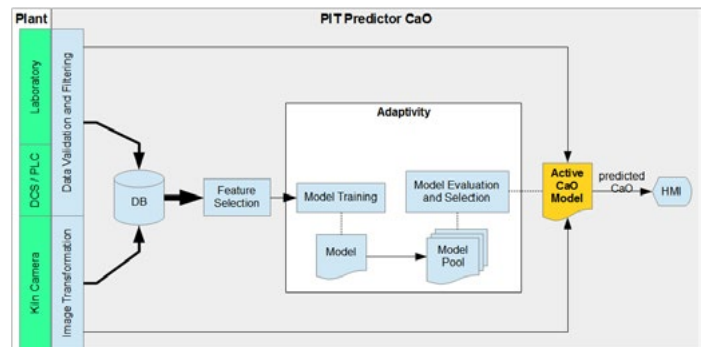 Plant
PIT Predictor CaO
Laboratory
DCS / PLC
Kiln Camera
Data Validation and Filtering
Image Transformation
DB
Feature
Selection
Adaptivity
Model Training
Model
Model Evaluation
and Selection
Model
Pool
Active
CaO
Model
predicted
CaO
HMI